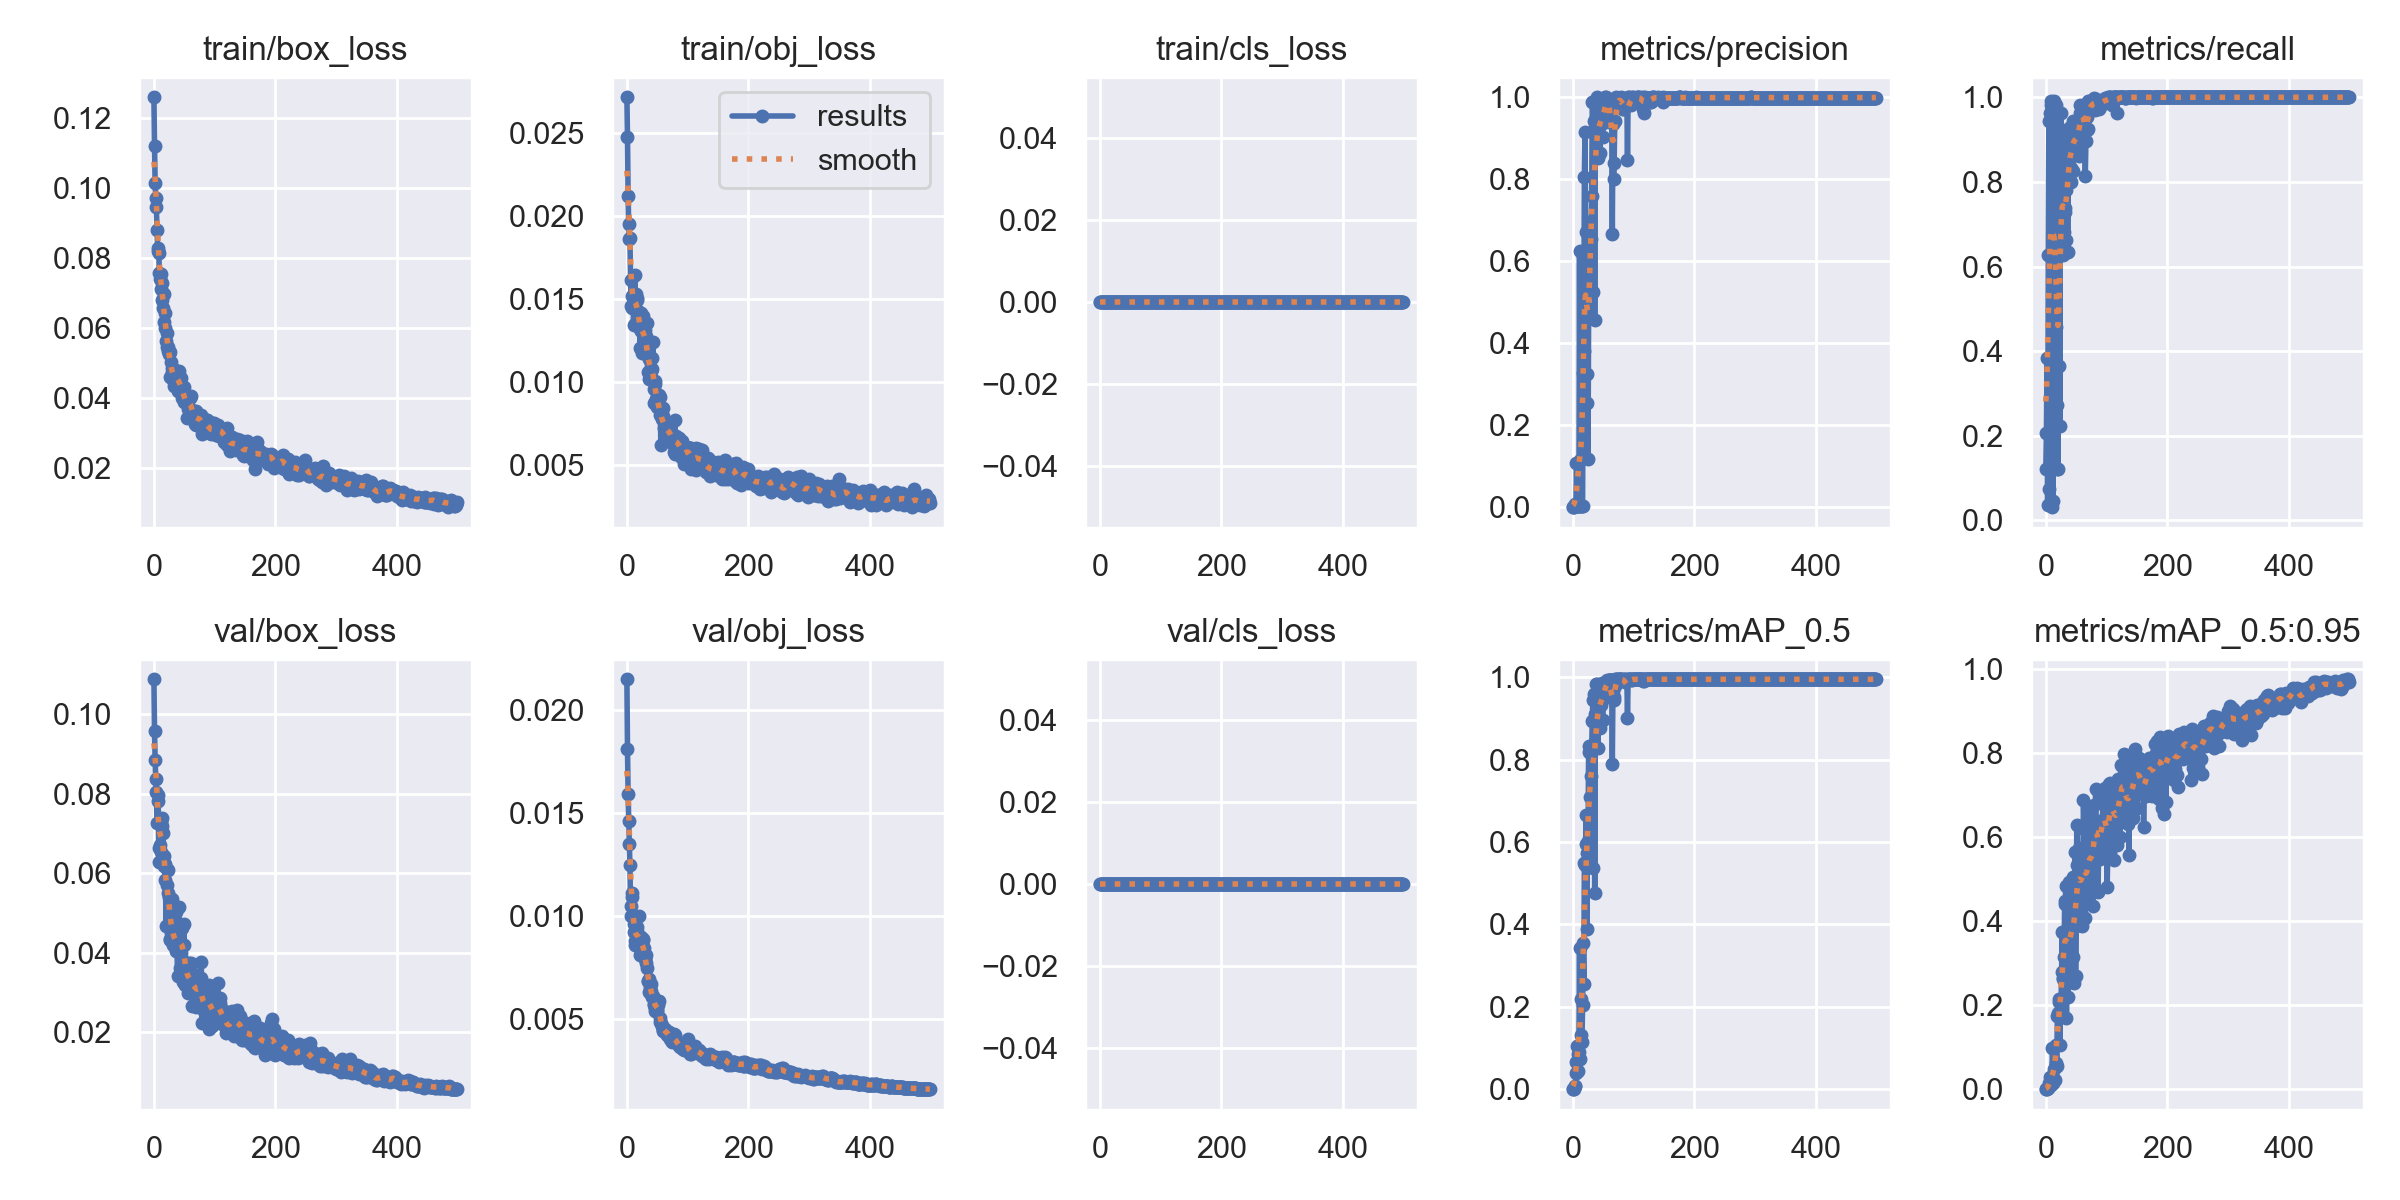 train/box_loss
0.12
0.10
0.08
0.06
0.04
0.02
0 200 400
train/obj_loss
results
smooth
0.025
0.020
0.015
0.010
0.005
0 200 400
train/cls_loss
0.04
0.02
0.00
−0.02
−0.04
0 200 400
metrics/precision
1.0
0.8
0.6
0.4
0.2
0.0
0 200 400
metrics/recall
1.0
0.8
0.6
0.4
0.2
0.0
0 200 400
val/box_loss
0.10
0.08
0.06
0.04
0.02
0 200 400
val/obj_loss
0.020
0.015
0.010
0.005
0 200 400
val/cls_loss
0.04
0.02
0.00
−0.02
−0.04
0 200 400
metrics/mAP_0.5
1.0
0.8
0.6
0.4
0.2
0.0
0 200 400
metrics/mAP_0.5:0.95
1.0
0.8
0.6
0.4
0.2
0.0
0 200 400